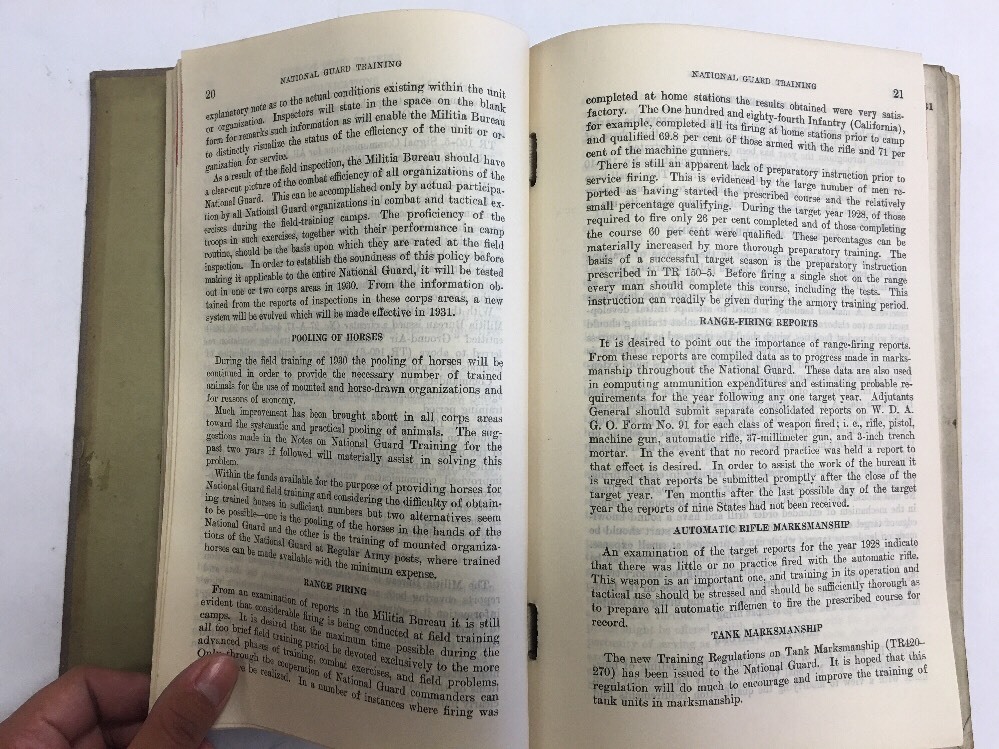 20
NATIONAL GUARD TRAINING
explanatory note as to the actual conditions existing within the unit
or organization. Inspectors will state in the space on the blank
form for remarks such information as will enable the Militia Bureau
to distinctly visualize the status of the efficiency of the unit or or-
ganization for service.
As a result of the field inspection, the Militia Bureau should have
a clear-cut picture of the combat efficiency of all organizations of the
National Guard. This can be accomplished only by actual participa-
tion by all National Guard organizations in combat and tactical ex-
ercises during the field-training camps. The proficiency of the
troops in such exercises, together with their performance in camp
routine, should be the basis upon which they are rated at the field
inspection. In order to establish the soundness of this policy before
making it applicable to the entire National Guard, it will be tested
out in one or two corps areas in 1930. From the information ob-
tained from the reports of inspections in these corps areas, a new
system will be evolved which will be made effective in 1931.
POOLING OF HORSES
During the field training of 1930 the pooling of horses will be
continued in order to provide the necessary number of trained
animals for the use of mounted and horse-drawn organizations and
for reasons of economy.
Much improvement has been brought about in all corps areas
toward the systematic and practical pooling of animals. The sug-
gestions made in the Notes on National Guard Training for the
past two years if followed will materially assist in solving this
problem.
Within the funds available for the purpose of providing horses for
National Guard field training and considering the difficulty of obtain-
ing trained horses in sufficient numbers but two alternatives seem
to be possible—one is the pooling of the horses in the hands of the
National Guard and the other is the training of mounted organiza-
tions of the National Guard at Regular Army posts, where trained
horses can be made available with the minimum expense.
RANGE FIRING
From an examination of reports in the Militia Bureau it is still
evident that considerable firing is being conducted at field training
camps. It is desired that the maximum time possible during the
all too brief field training period be devoted exclusively to the more
advanced phases of training, combat exercises, and field problems.
Only through the cooperation of National Guard commanders can
be realized. In a number of instances where firing was
NATIONAL GUARD TRAINING
21
completed at home stations the results obtained were very satis-
factory. The One hundred and eighty-fourth Infantry (California),
for example, completed all its firing at home stations prior to camp
and qualified 69.8 per cent of those armed with the rifle and 71 per
cent of the machine gunners.
There is still an apparent lack of preparatory instruction prior to
service firing. This is evidenced by the large number of men re-
ported as having started the prescribed course and the relatively
small percentage qualifying. During the target year 1928, of those
required to fire only 26 per cent completed and of those completing
the course 60 per cent were qualified. These percentages can be
materially increased by more thorough preparatory training. The
basis of a successful target season is the preparatory instruction
prescribed in TR 150-5. Before firing a single shot on the range
every man should complete this course, including the tests. This
instruction can readily be given during the armory training period.
RANGE-FIRING REPORTS
It is desired to point out the importance of range-firing reports.
From these reports are compiled data as to progress made in marks-
manship throughout the National Guard. These data are also used
in computing ammunition expenditures and estimating probable re-
quirements for the year following any one target year. Adjutants
General should submit separate consolidated reports on W. D. A.
G. O. Form No. 91 for each class of weapon fired; i. e., rifle, pistol,
machine gun, automatic rifle, 37-millimeter gun, and 3-inch trench
mortar. In the event that no record practice was held a report to
that effect is desired. In order to assist the work of the bureau it
is urged that reports be submitted promptly after the close of the
target year. Ten months after the last possible day of the target
year the reports of nine States had not been received.
AUTOMATIC RIFLE MARKSMANSHIP
An examination of the target reports for the year 1928 indicate
that there was little or no practice fired with the automatic rifle.
This weapon is an important one, and training in its operation and
tactical use should be stressed and should be sufficiently thorough as
to prepare all automatic riflemen to fire the prescribed course for
record.
TANK MARKSMANSHIP
The new Training Regulations on Tank Marksmanship (TR420-
270) has been issued to the National Guard. It is hoped that this
regulation will do much to encourage and improve the training of
tank units in marksmanship.